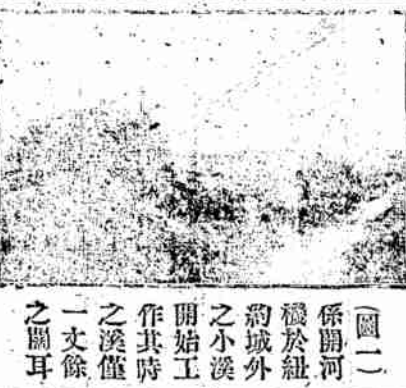 (圖一)
係開河
機於紐
約城外
之小溪
開始工
作其時
之溪僅
一丈餘
之闊耳